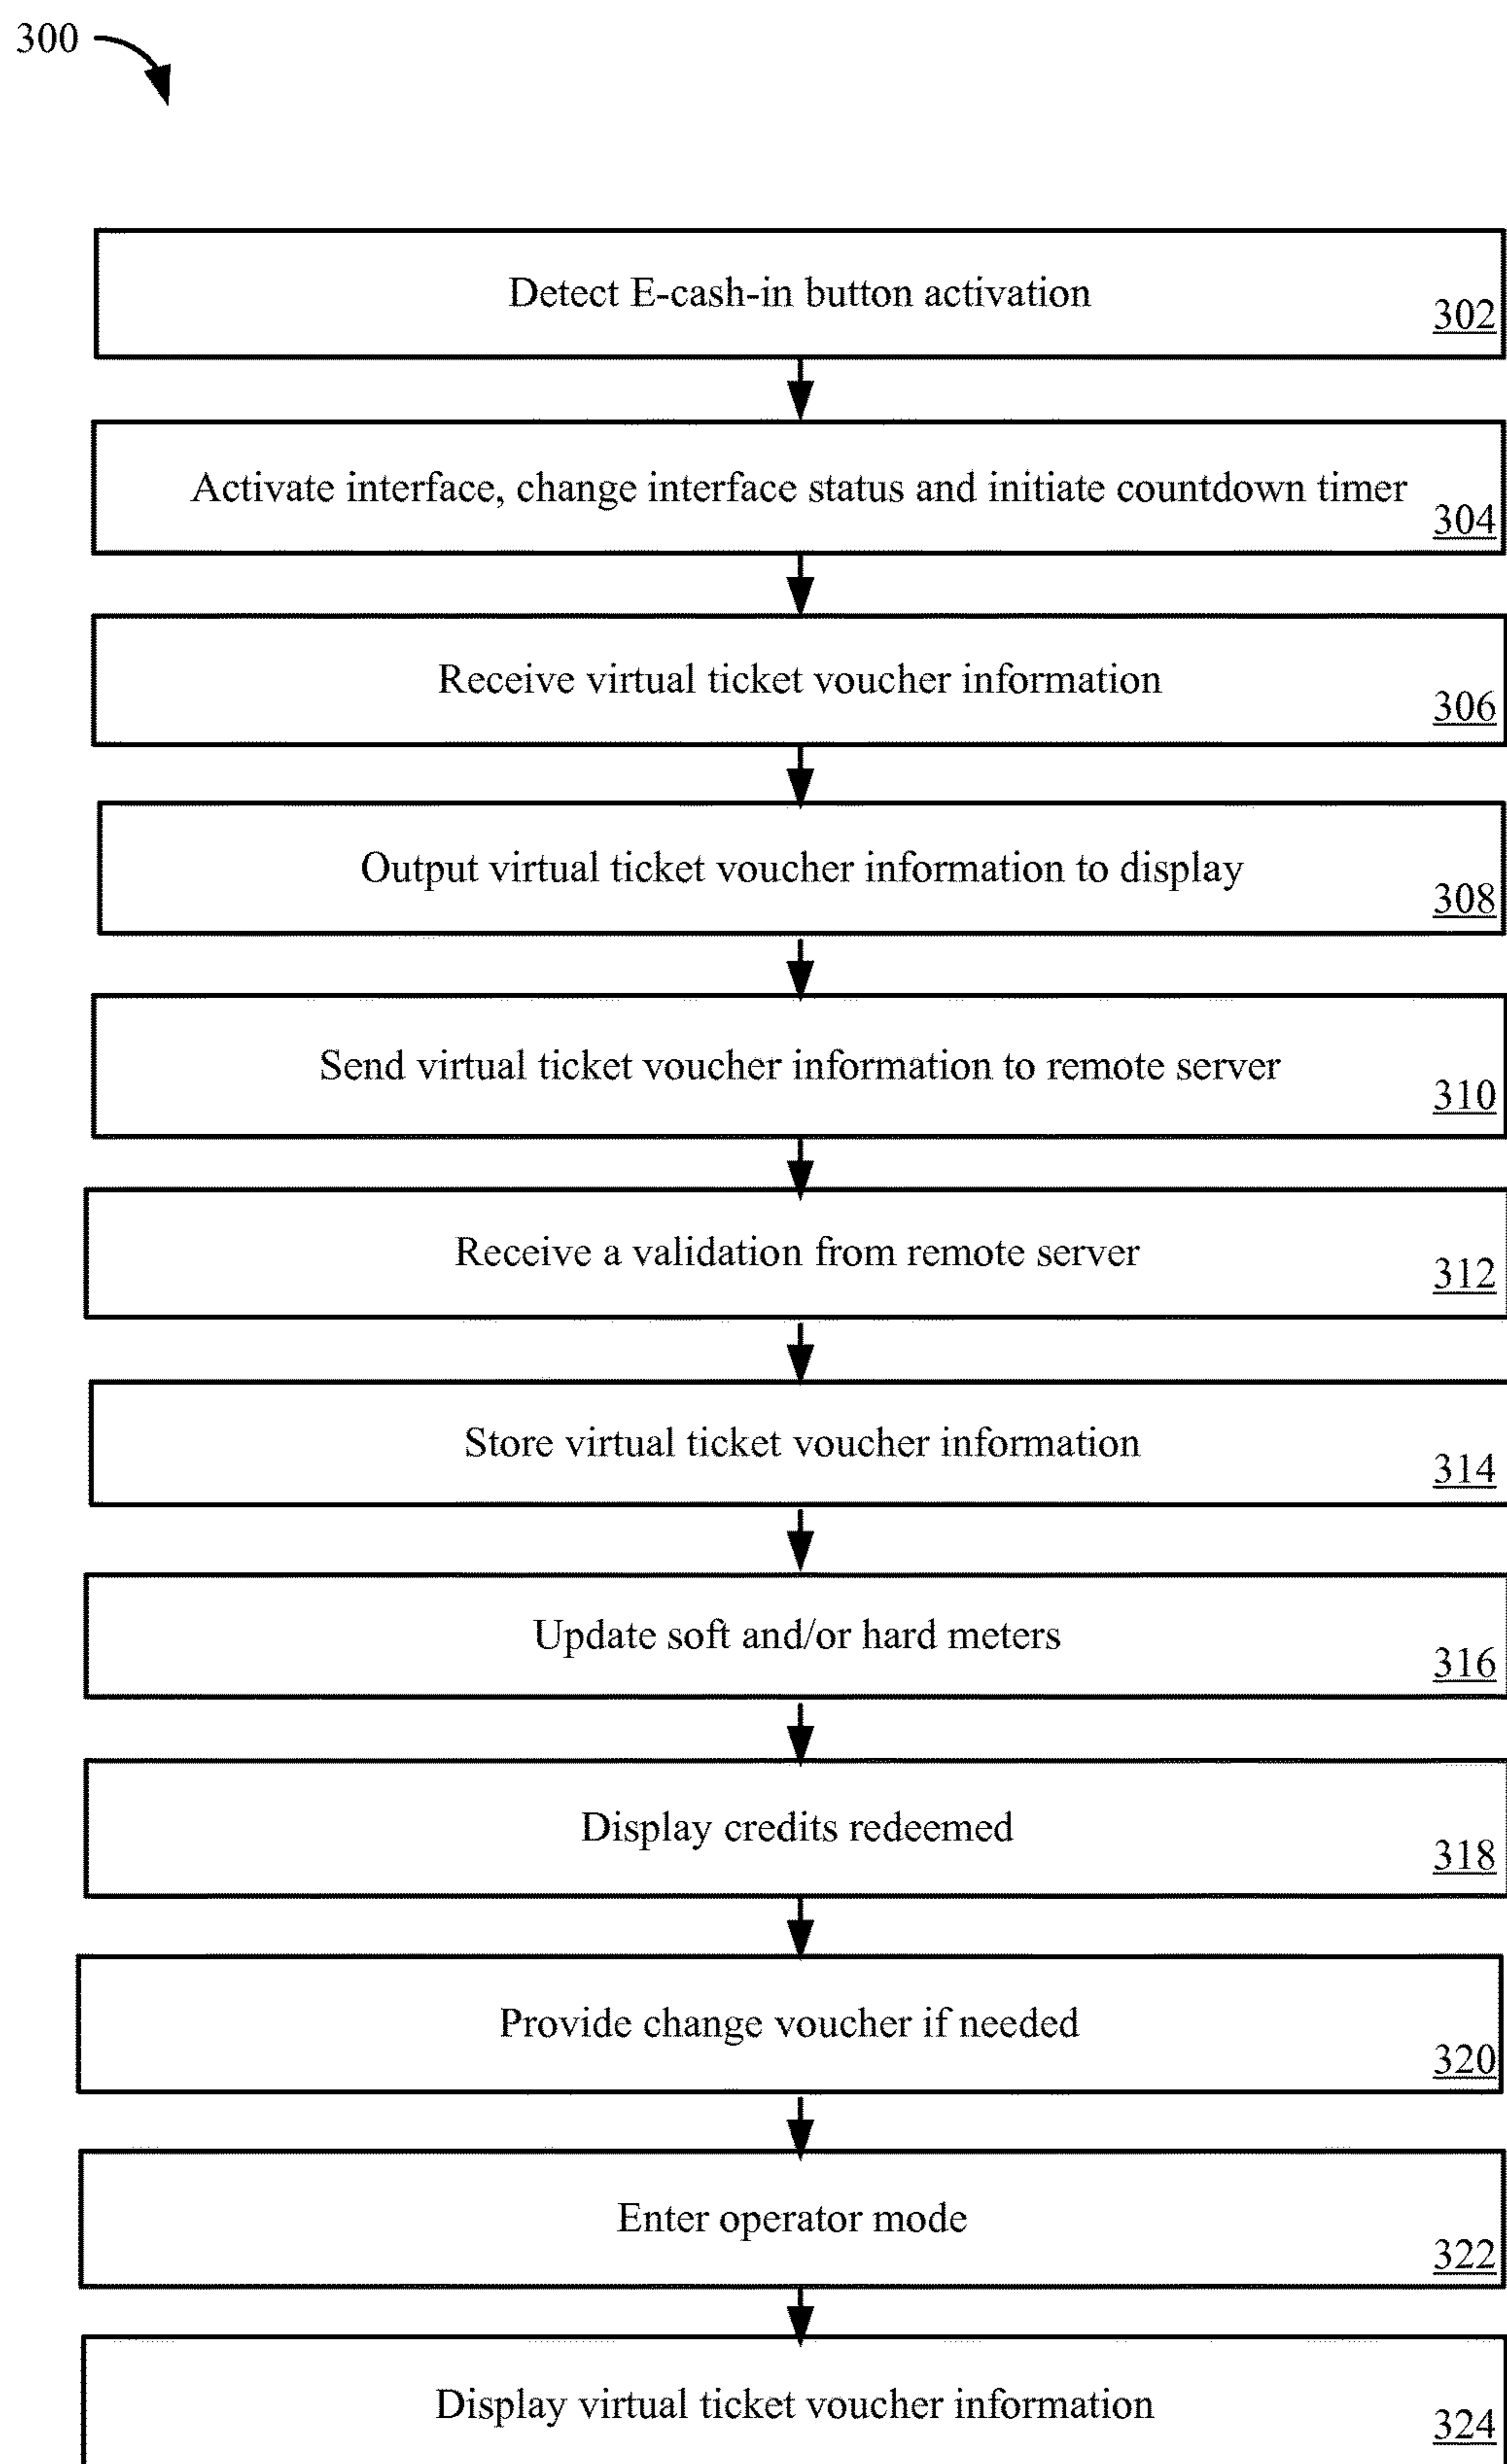 300
Detect E-cash-in button activation
302
Activate interface, change interface status and initiate countdown timer
304
Receive virtual ticket voucher information
306
Output virtual ticket voucher information to display
308
Send virtual ticket voucher information to remote server
310
Receive a validation from remote server
312
Store virtual ticket voucher information
314
Update soft and/or hard meters
316
Display credits redeemed
318
Provide change voucher if needed
320
Enter operator mode
322
Display virtual ticket voucher information
324